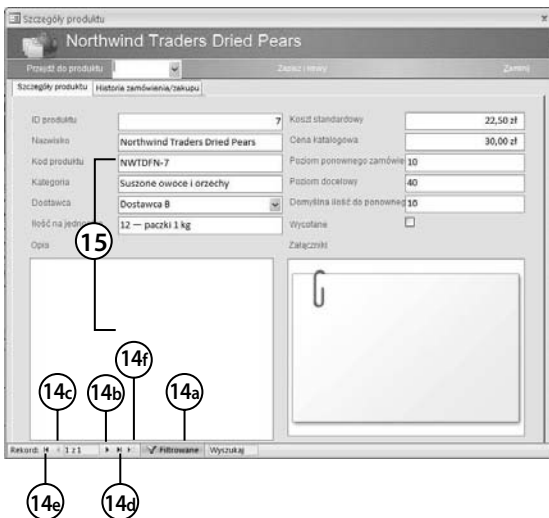 Szczegóły produktu
Northwind Traders Dried Pears
Przejdź do produktu
Zapisz i nowy
Zamknij
Szczegóły produktu
Historia zamówienia/zakupu
ID produktu
7
Koszt standardowy
22,50 zł
Nazwisko
Northwind Traders Dried Pears
Cena katalogowa
30,00 zł
Kod produktu
NWTDFN-7
Poziom ponownego zamówie
10
Kategoria
Suszone owoce i orzechy
Poziom docelowy
40
Dostawca
Dostawca B
Domyślna ilość do ponowneg
10
Ilość na jedno
12 — paczki 1 kg
Wycofane
Opis
Załączniki
15
14f
14c
14b
14a
Rekord:
1 z 1
Filtrowane
Wyszukaj
14e
14d